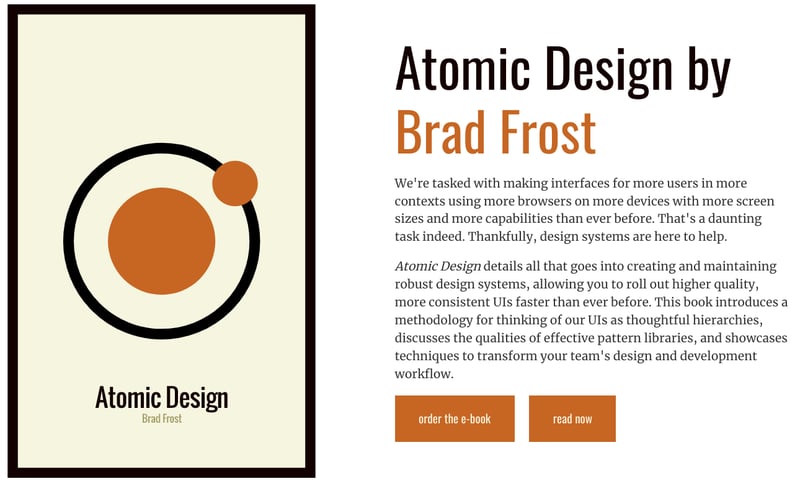 Atomic Design
Brad Frost
Atomic Design by
Brad Frost
We're tasked with making interfaces for more users in more
contexts using more browsers on more devices with more screen
sizes and more capabilities than ever before. That's a daunting
task indeed. Thankfully, design systems are here to help.
Atomic Design details all that goes into creating and maintaining
robust design systems, allowing you to roll out higher quality,
more consistent UIs faster than ever before. This book introduces a
methodology for thinking of our UIs as thoughtful hierarchies,
discusses the qualities of effective pattern libraries, and showcases
techniques to transform your team's design and development
workflow.
order the e-book
read now